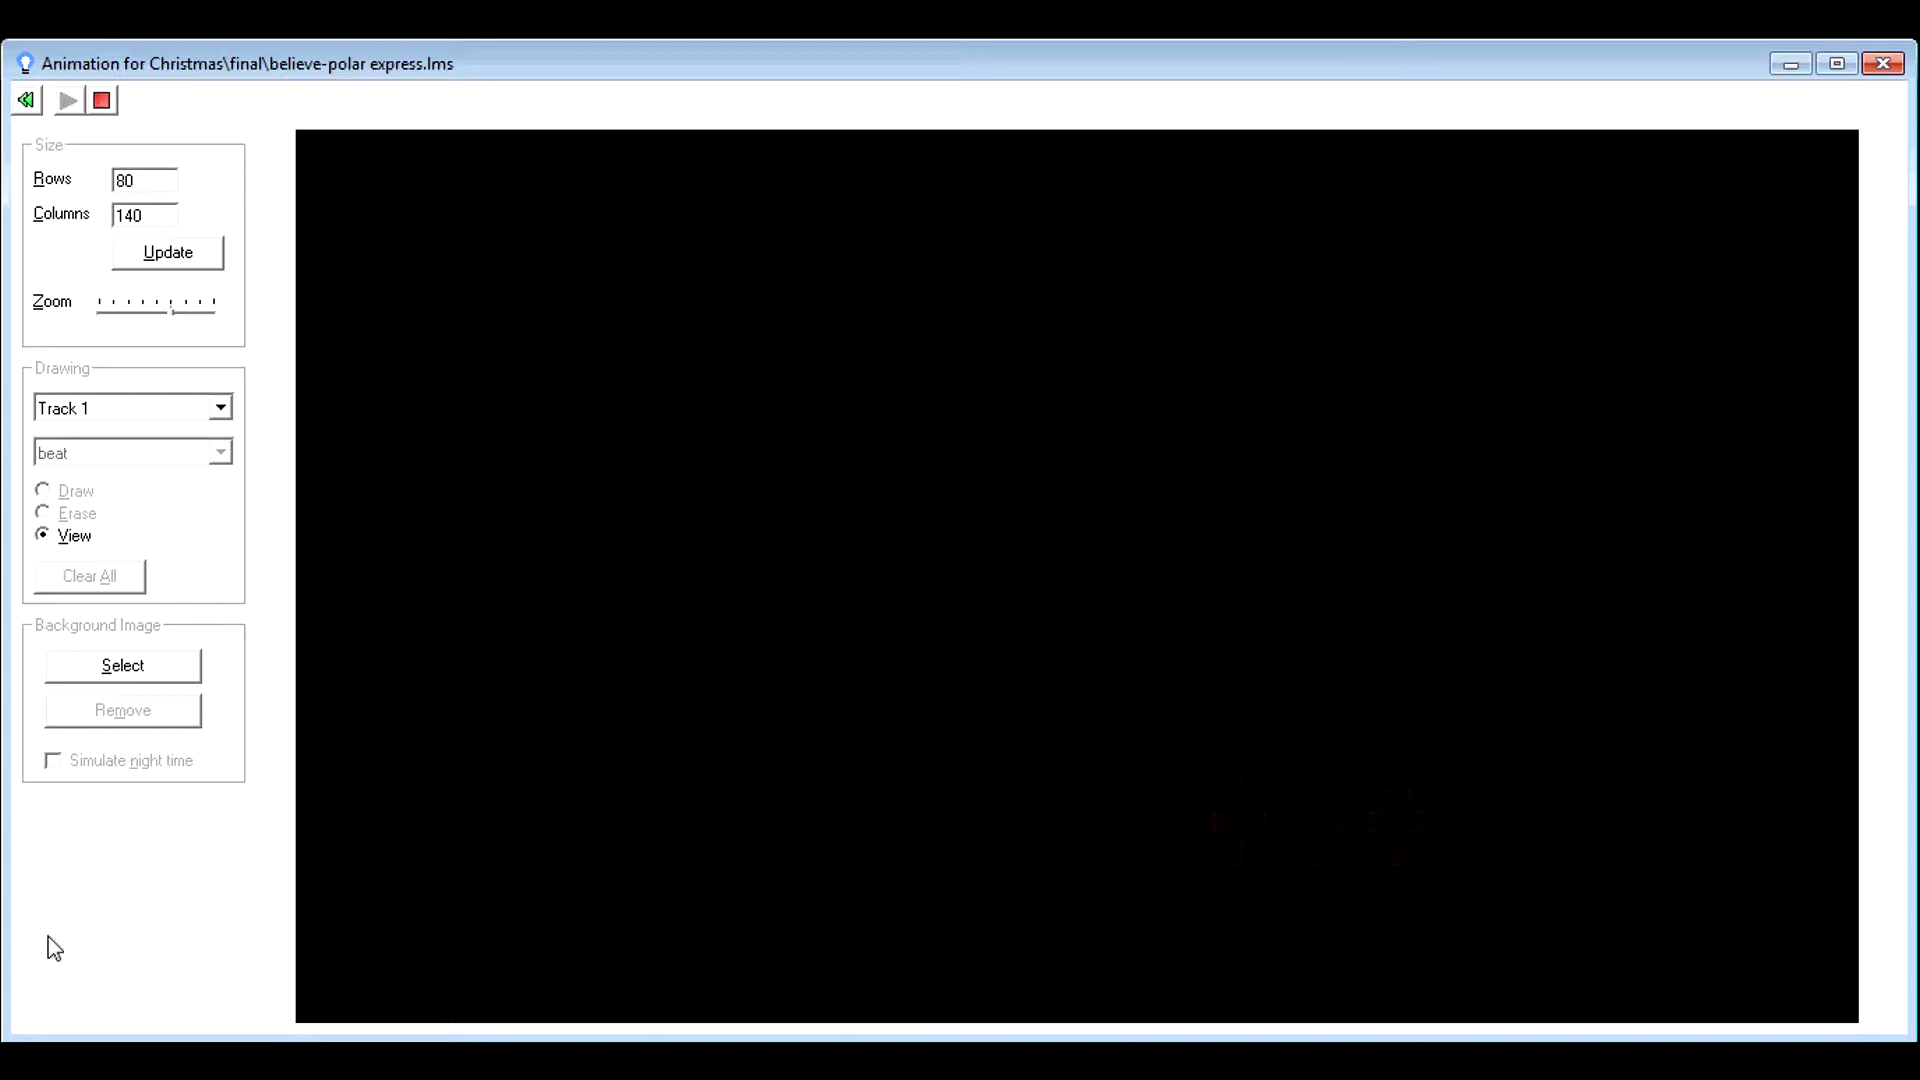 Animation for Christmas\final\believe-polar express.lms
Size
Rows 80
Columns 140
Update
Zoom
Drawing
Track 1
beat
Draw
Erase
View
Clear All
Background Image
Select
Remove
Simulate night time